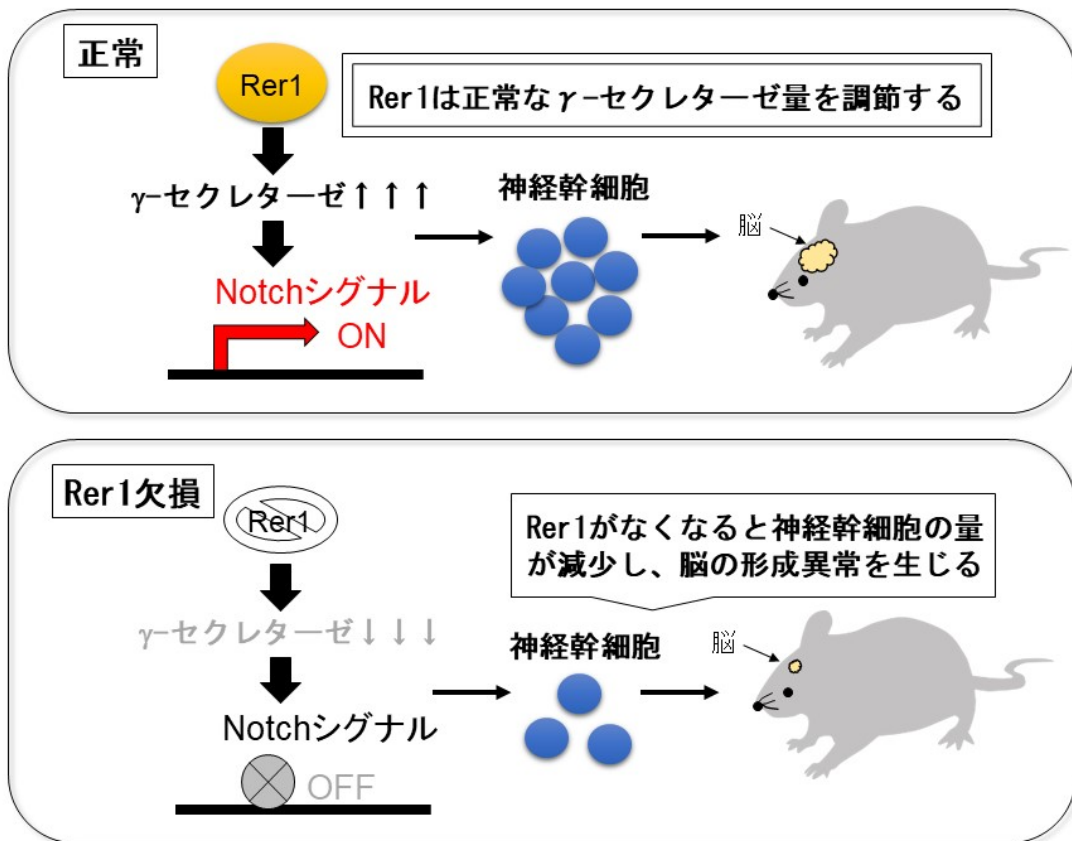 正常
Rer1
Rer1は正常なγ-セクレターゼ量を調節する
γ-セクレターゼ↑↑↑
神経幹細胞
脳
Notchシグナル
ON
Rer1欠損
Rer1
Rer1がなくなると神経幹細胞の量
が減少し、脳の形成異常を生じる
γ-セクレターゼ↓↓↓
神経幹細胞
脳
Notchシグナル
OFF